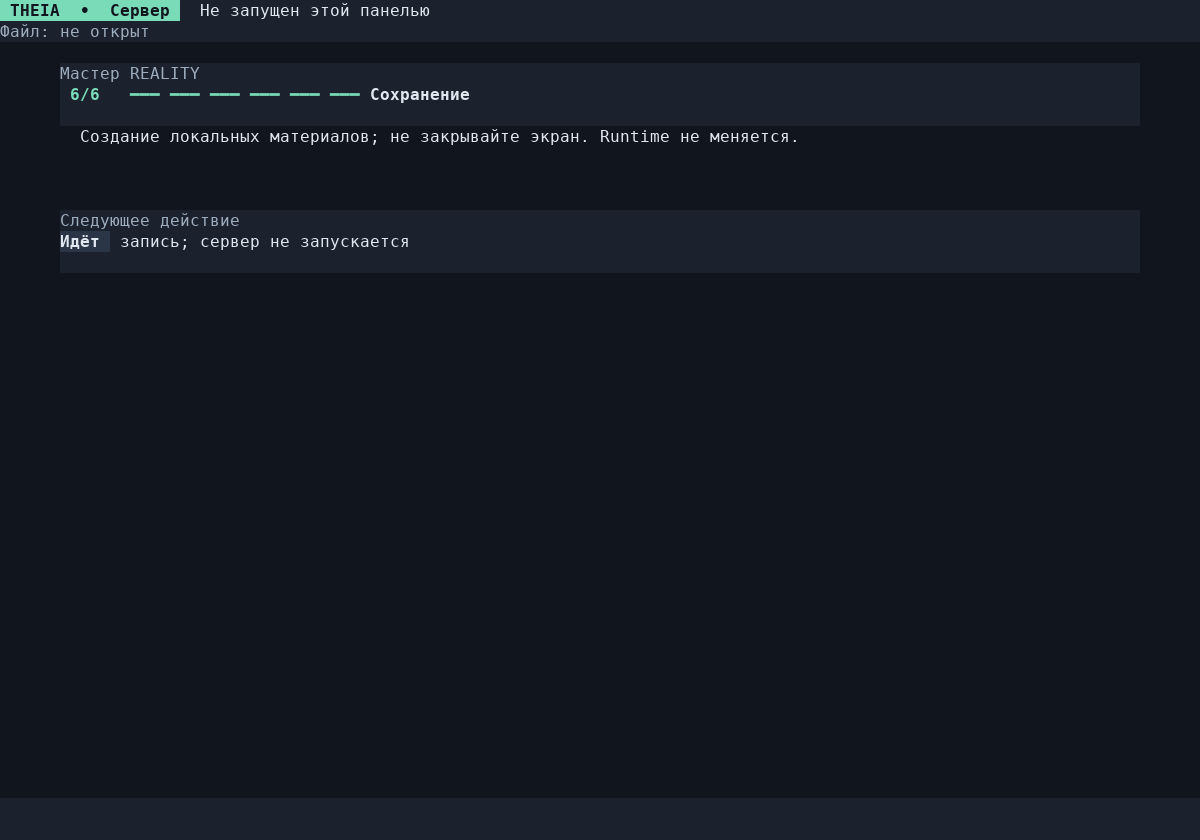 THEIA • Сервер Не запущен этой панелью
Файл: не открыт
Мастер REALITY
6/6 ━━━ ━━━ ━━━ ━━━ ━━━ ━━━ Сохранение
Создание локальных материалов; не закрывайте экран. Runtime не меняется.
Следующее действие
Идёт запись; сервер не запускается